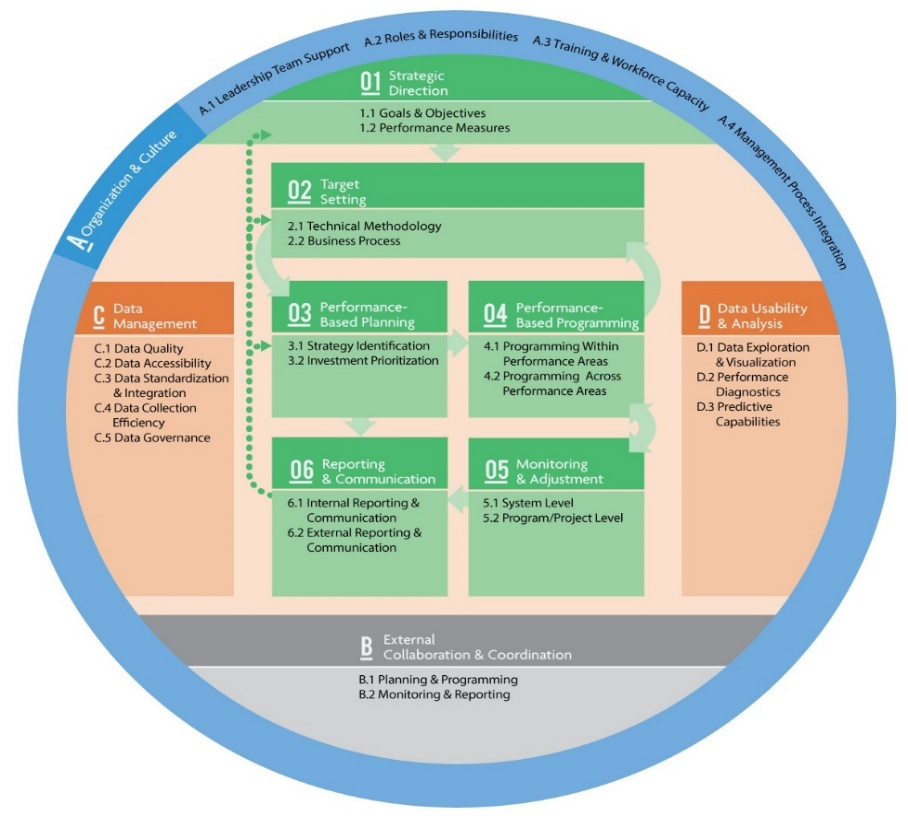 A.1 Leadership Team Support
A.2 Roles & Responsibilities
A.3 Training & Workforce Capacity
A.4 Management Process Integration
A Organization & Culture
01 Strategic
Direction
1.1 Goals & Objectives
1.2 Performance Measures
02 Target
Setting
2.1 Technical Methodology
2.2 Business Process
C Data
Management
C.1 Data Quality
C.2 Data Accessibility
C.3 Data Standardization
& Integration
C.4 Data Collection
Efficiency
C.5 Data Governance
03 Performance-
Based Planning
3.1 Strategy Identification
3.2 Investment Prioritization
04 Performance-
Based Programming
4.1 Programming Within
Performance Areas
4.2 Programming Across
Performance Areas
D Data Usability
& Analysis
D.1 Data Exploration
& Visualization
D.2 Performance
Diagnostics
D.3 Predictive
Capabilities
06 Reporting
& Communication
6.1 Internal Reporting &
Communication
6.2 External Reporting &
Communication
05 Monitoring
& Adjustment
5.1 System Level
5.2 Program/Project Level
B External
Collaboration & Coordination
B.1 Planning & Programming
B.2 Monitoring & Reporting